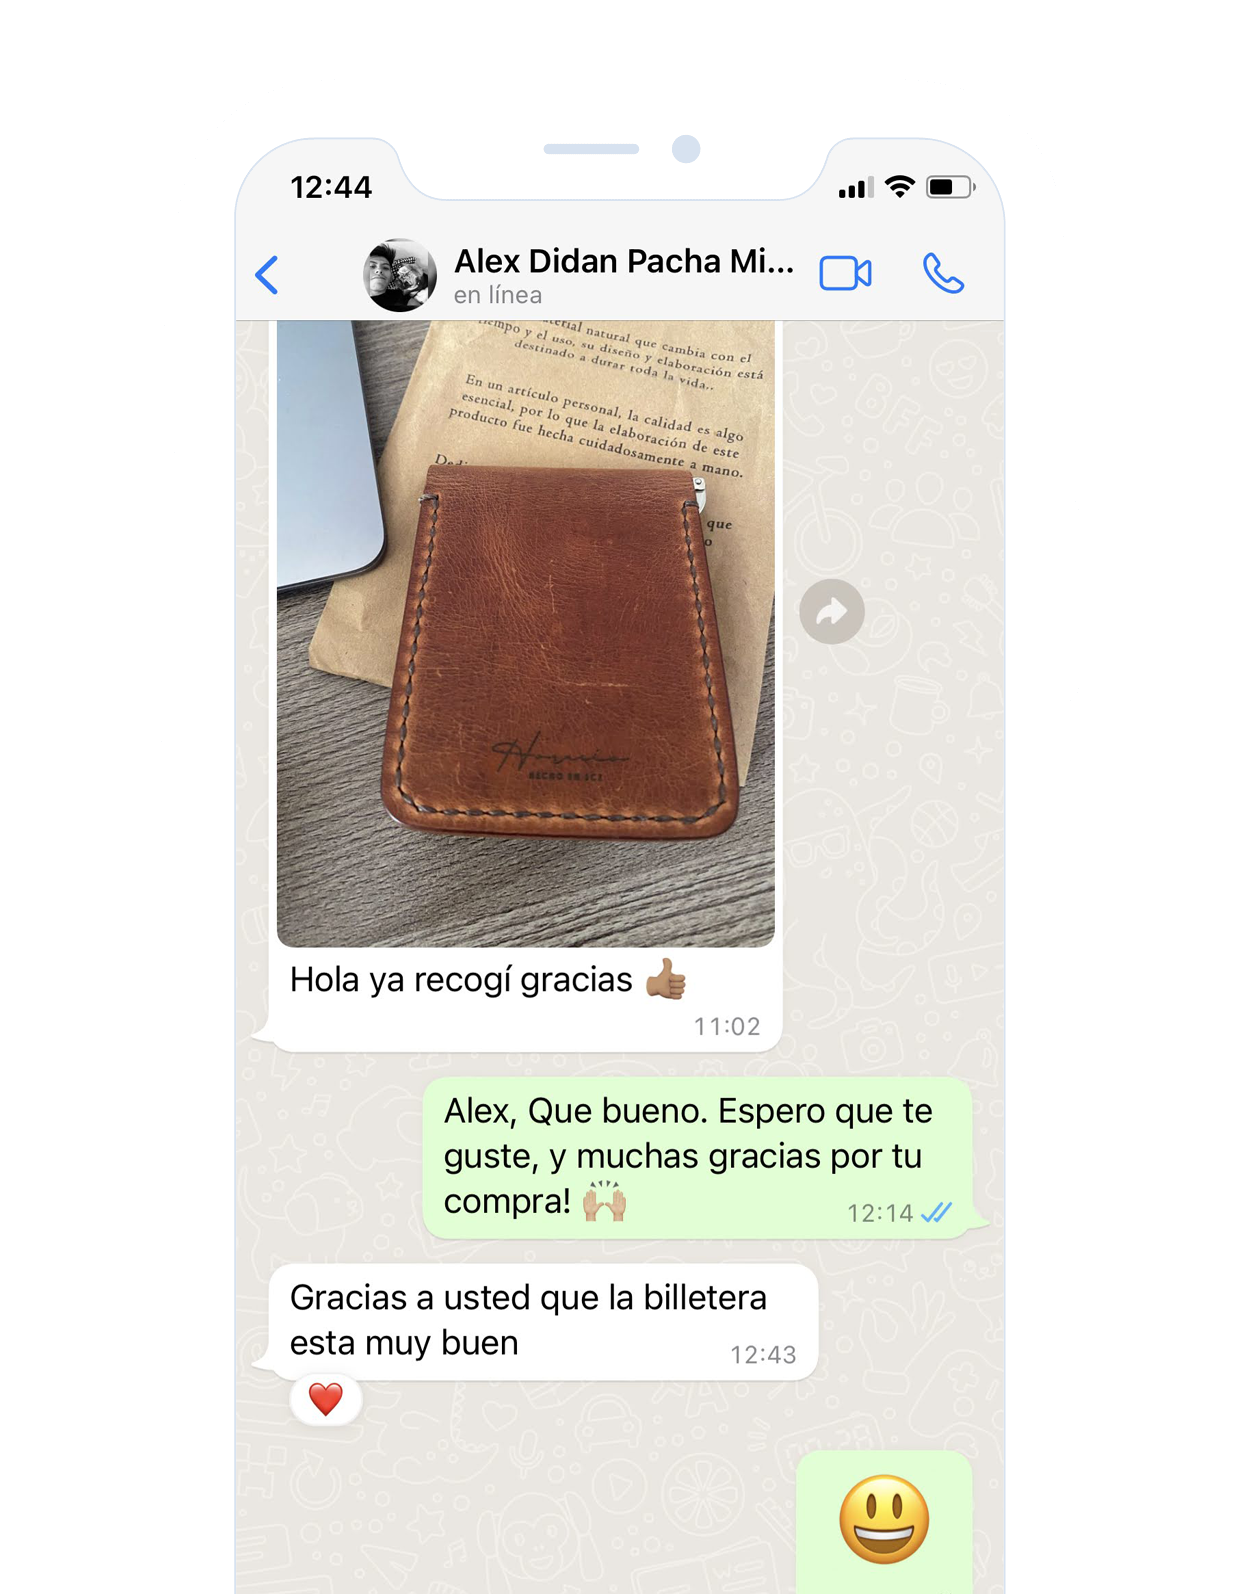 12:44
Alex Didan Pacha Mi...
en línea
material natural que cambia con el
tiempo y el uso, su diseño y elaboración está
destinado a durar toda la vida..
En un artículo personal, la calidad es algo
esencial, por lo que la elaboración de este
producto fue hecha cuidadosamente a mano.
que
HECHO EN
Hola ya recogí gracias 👍🏽
11:02
Alex, Que bueno. Espero que te
guste, y muchas gracias por tu
compra! 🙌🏼
12:14
Gracias a usted que la billetera
esta muy buen
12:43
❤️
😃